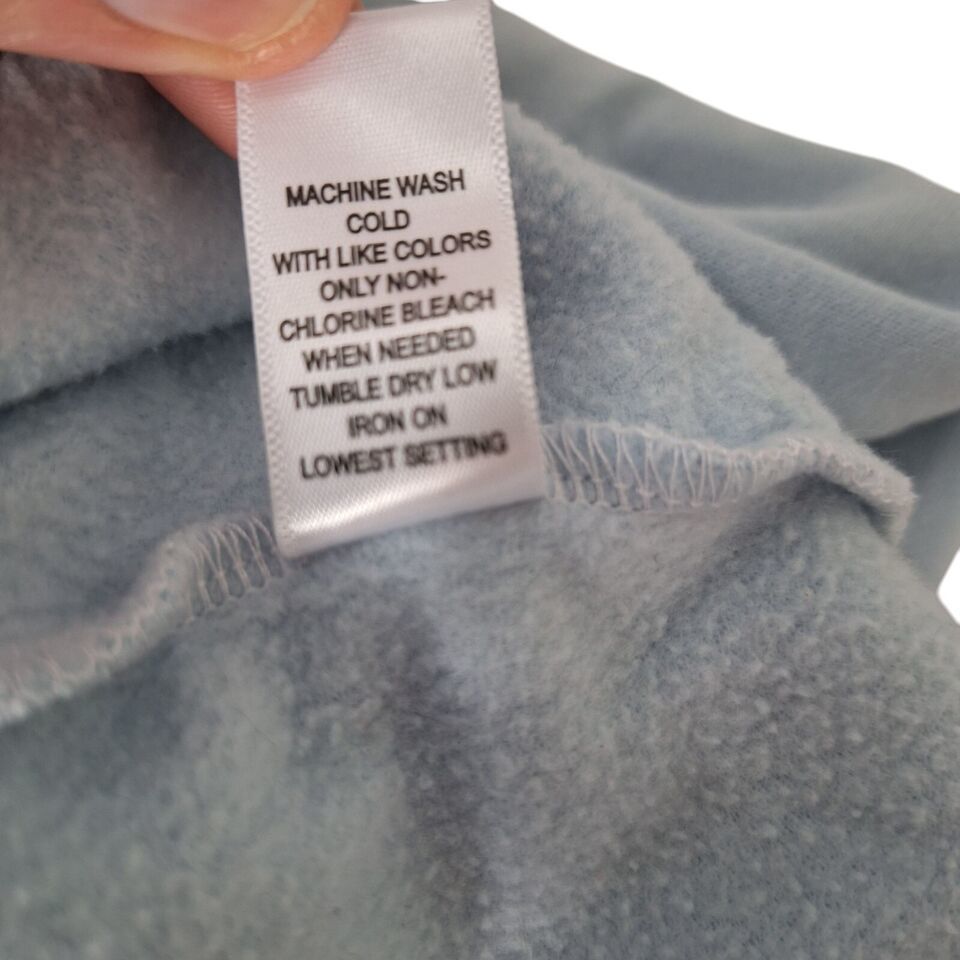 MACHINE WASH
COLD
WITH LIKE COLORS
ONLY NON-
CHLORINE BLEACH
WHEN NEEDED
TUMBLE DRY LOW
IRON ON
LOWEST SETTING